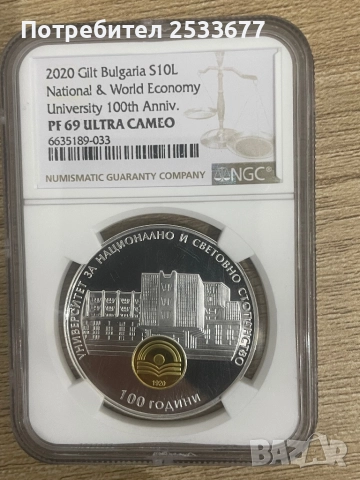 Потребител 2533677
2020 Gilt Bulgaria S10L
National & World Economy
University 100th Anniv.
PF 69 ULTRA CAMEO
6635189-033
NUMISMATIC GUARANTY COMPANY
NGC®
УНИВЕРСИТЕТ ЗА НАЦИОНАЛНО И СВЕТОВНО СТОПАНСТВО
1920
100 ГОДИНИ
BAZAR